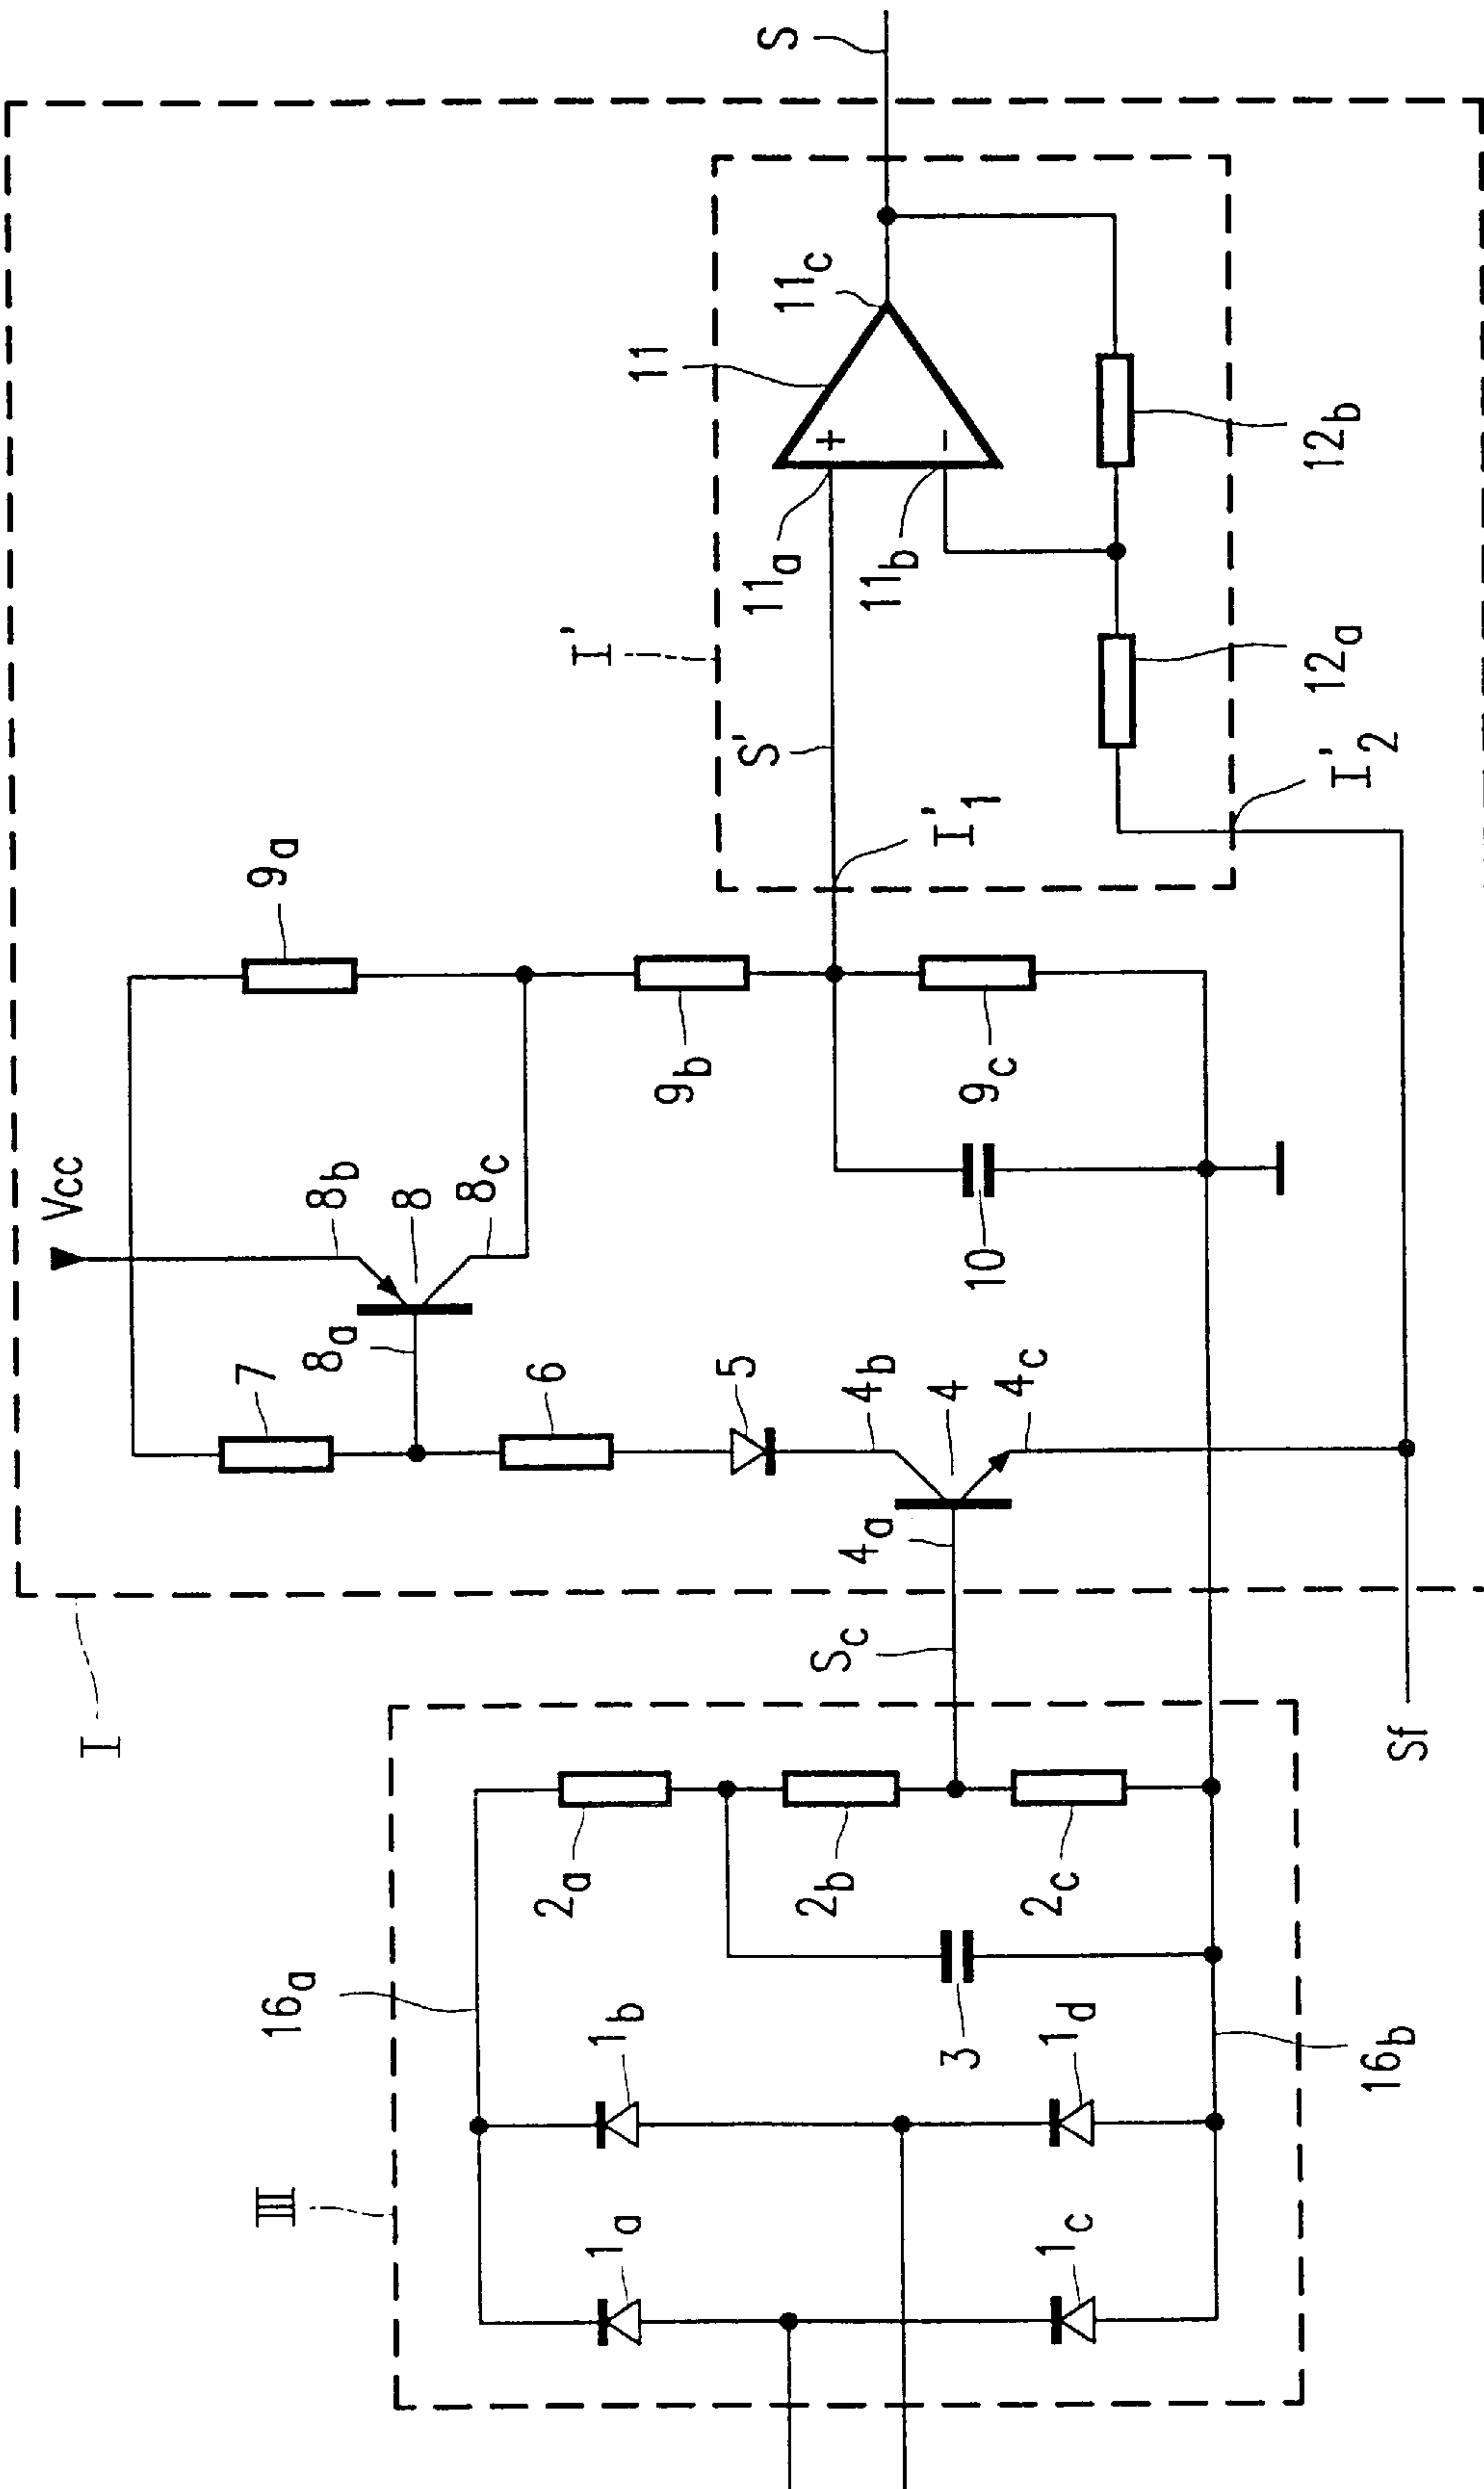 S
I
Vcc
9a
I'
11
11c
+
−
11a
11b
S'
12b
12a
I'1
I'2
8b
8
8c
8a
7
6
5
9b
9c
10
4b
4
4c
4a
Sc
Sf
III
16a
2a
2b
2c
3
1b
1d
1a
1c
16b